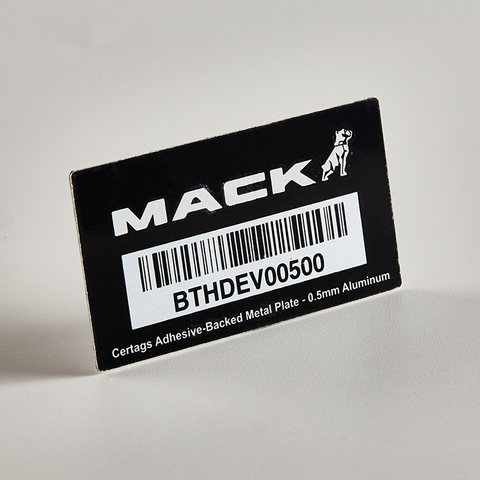 MACK
BTHDEV00500
Certags Adhesive-Backed Metal Plate - 0.5mm Aluminum